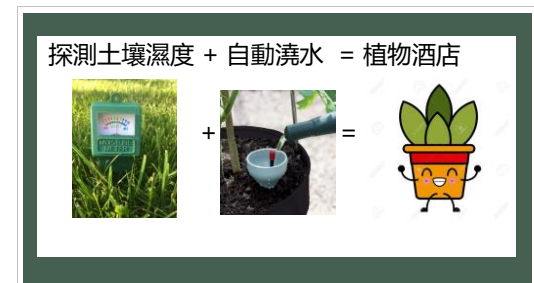 探測土壤濕度 + 自動澆水 = 植物酒店
+
=